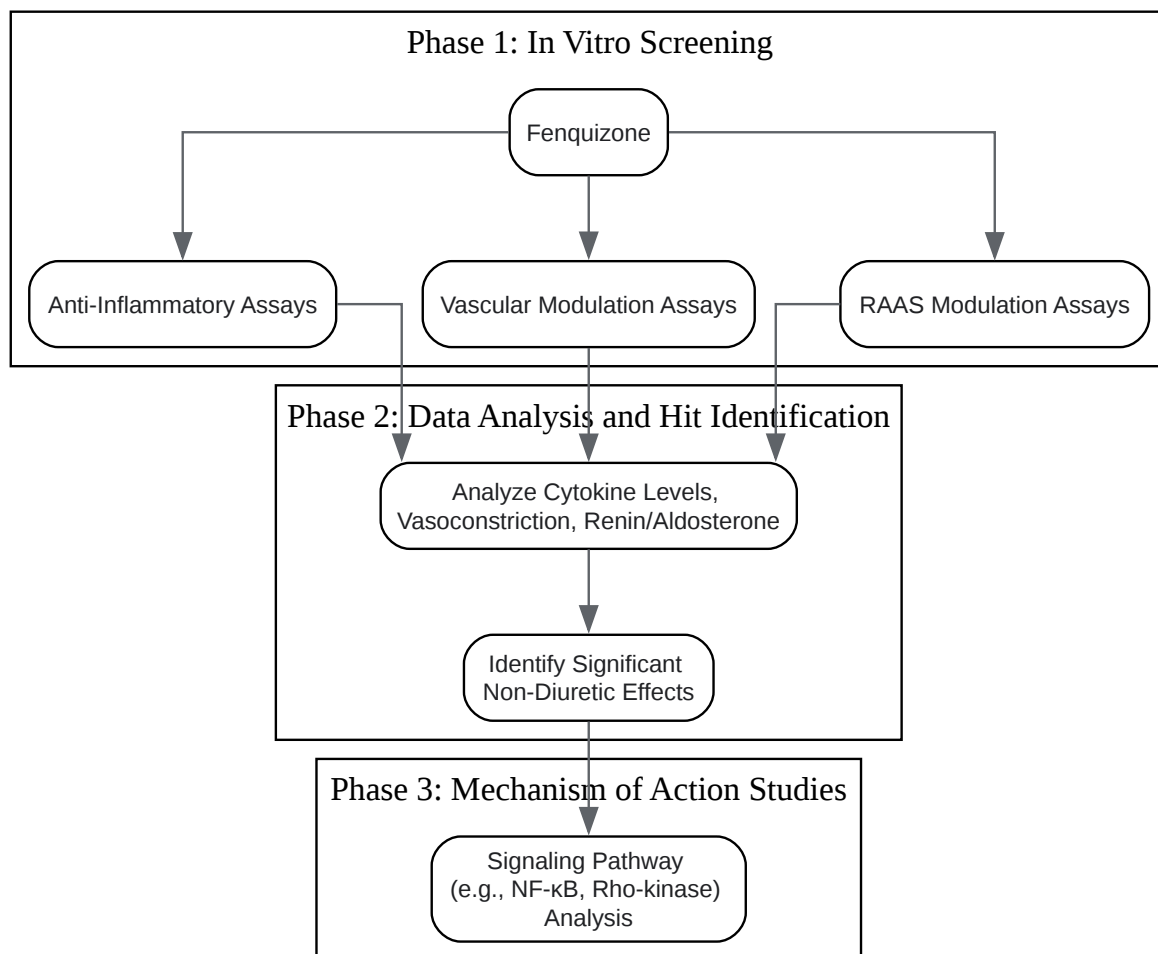 Phase 1: In Vitro Screening
Fenquizone
Anti-Inflammatory Assays
Vascular Modulation Assays
RAAS Modulation Assays
Phase 2: Data Analysis and Hit Identification
Analyze Cytokine Levels,
Vasoconstriction, Renin/Aldosterone
Identify Significant
Non-Diuretic Effects
Phase 3: Mechanism of Action Studies
Signaling Pathway
(e.g., NF-κB, Rho-kinase)
Analysis